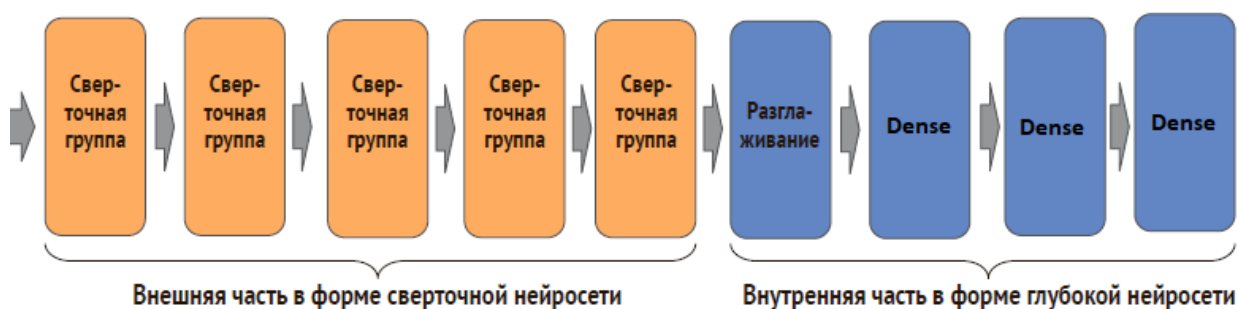 Свер-
точная
группа
Свер-
точная
группа
Свер-
точная
группа
Свер-
точная
группа
Свер-
точная
группа
Разгла-
живание
Dense
Dense
Dense
Внешняя часть в форме сверточной нейросети
Внутренняя часть в форме глубокой нейросети